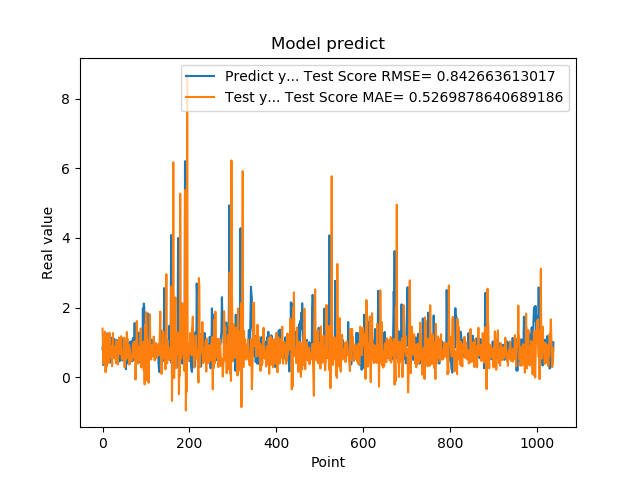 Model predict
Predict y... Test Score RMSE= 0.842663613017
Test y... Test Score MAE= 0.5269878640689186
8
6
4
2
0
Real value
0 200 400 600 800 1000
Point